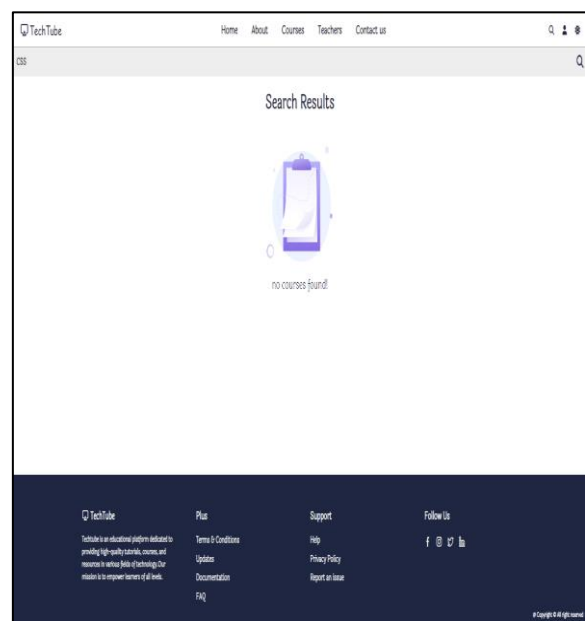 TechTube
Home About Courses Teachers Contact us
CSS
Search Results
no courses found!
TechTube
Techtube is an educational platform dedicated to
providing high-quality tutorials, courses, and
resources in various fields of technology.Our
mission is to empower learners of all levels.
Plus
Terms & Conditions
Updates
Documentation
FAQ
Support
Help
Privacy Policy
Report an issue
Follow Us
# Copyright © All right reserved